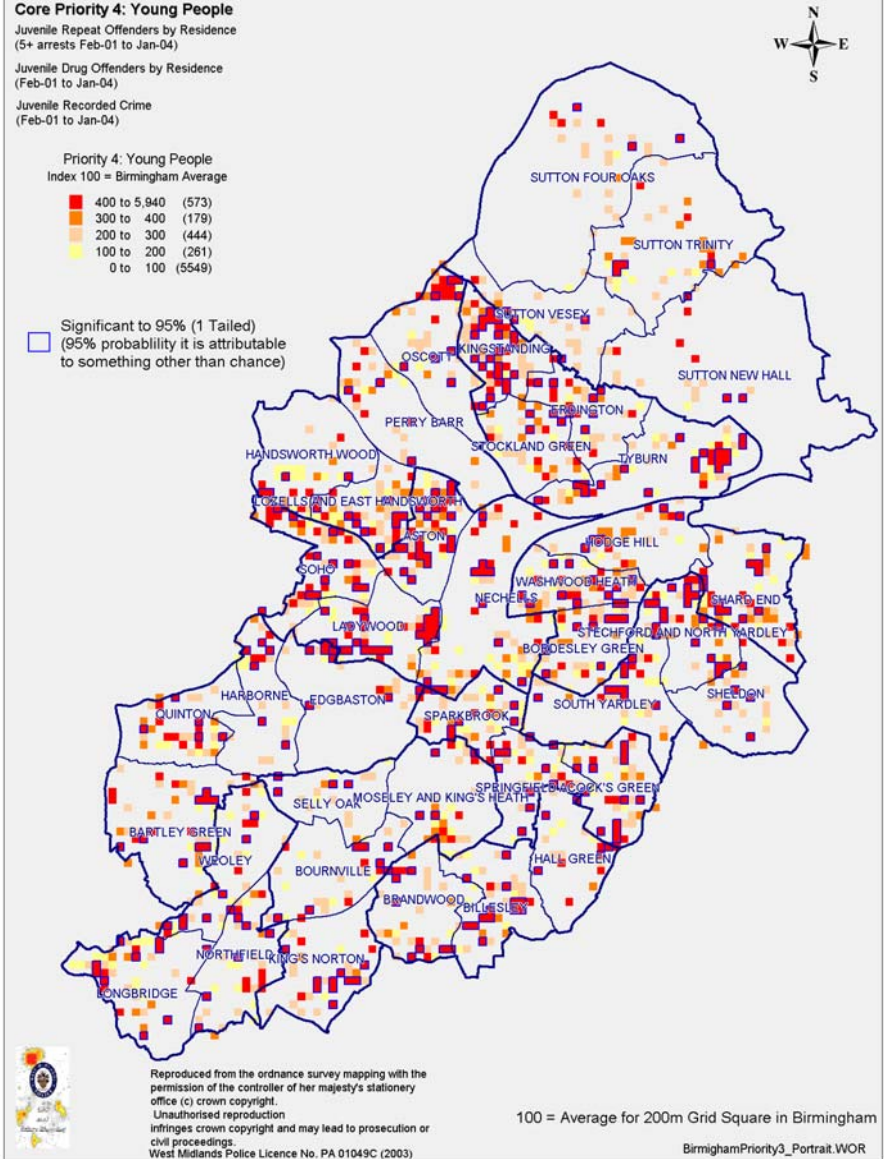 Core Priority 4: Young People
Juvenile Repeat Offenders by Residence
(5+ arrests Feb-01 to Jan-04)
Juvenile Drug Offenders by Residence
(Feb-01 to Jan-04)
Juvenile Recorded Crime
(Feb-01 to Jan-04)
N
W E
S
Priority 4: Young People
Index 100 = Birmingham Average
400 to 5,940 (573)
300 to 400 (179)
200 to 300 (444)
100 to 200 (261)
0 to 100 (5549)
Significant to 95% (1 Tailed)
(95% probablility it is attributable
to something other than chance)
SUTTON FOUR OAKS
SUTTON TRINITY
SUTTON VESEY
KINGSTANDING
OSCOTT
SUTTON NEW HALL
ERDINGTON
PERRY BARR
STOCKLAND GREEN
HANDSWORTH WOOD
TYBURN
LOZELLS AND EAST HANDSWORTH
ASTON
HODGE HILL
SOHO
WASHWOOD HEATH
NECHELLS
SHARD END
LADYWOOD
STECHFORD AND NORTH YARDLEY
BORDESLEY GREEN
HARBORNE
EDGBASTON
SHELDON
SOUTH YARDLEY
QUINTON
SPARKBROOK
SPRINGFIELD
ACOCK'S GREEN
SELLY OAK
MOSELEY AND KING'S HEATH
BARTLEY GREEN
WEOLEY
HALL GREEN
BOURNVILLE
BRANDWOOD
BILLESLEY
NORTHFIELD
KING'S NORTON
LONGBRIDGE
Reproduced from the ordnance survey mapping with the
permission of the controller of her majesty's stationery
office (c) crown copyright.
Unauthorised reproduction
infringes crown copyright and may lead to prosecution or
civil proceedings.
West Midlands Police Licence No. PA 01049C (2003)
100 = Average for 200m Grid Square in Birmingham
BirmighamPriority3_Portrait.WOR